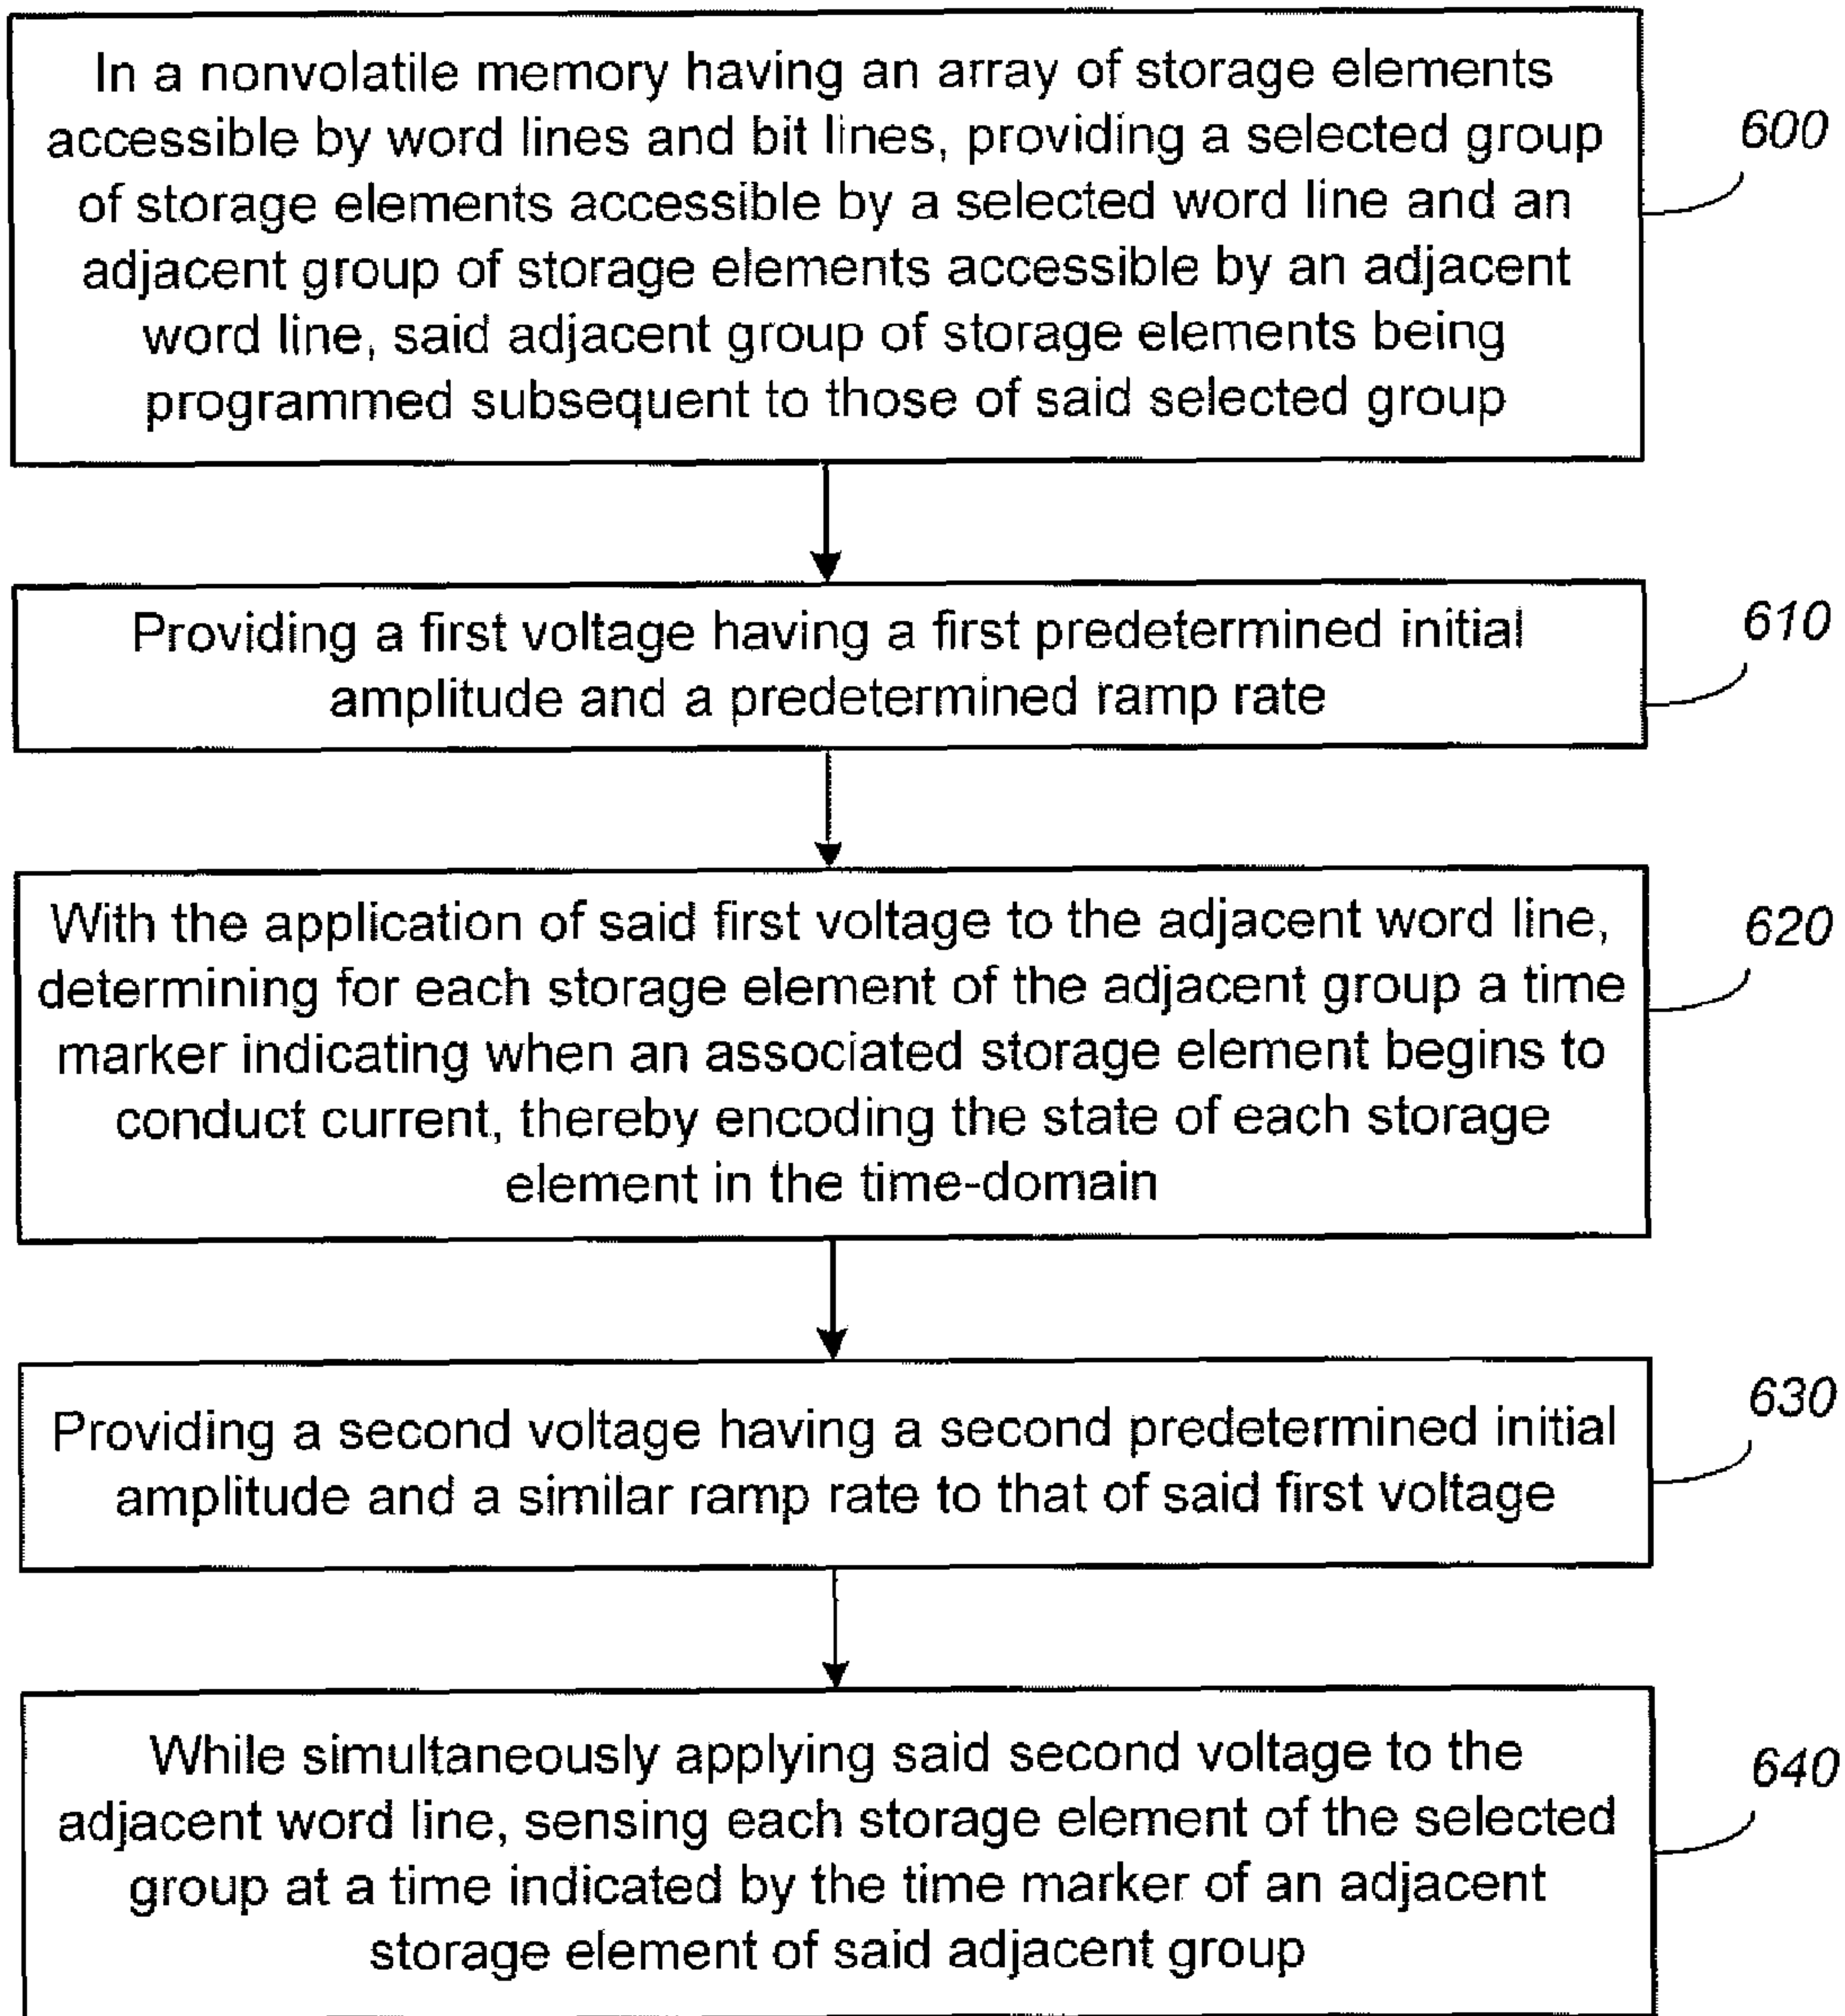 In a nonvolatile memory having an array of storage elements
accessible by word lines and bit lines, providing a selected group
of storage elements accessible by a selected word line and an
adjacent group of storage elements accessible by an adjacent
word line, said adjacent group of storage elements being
programmed subsequent to those of said selected group
600
Providing a first voltage having a first predetermined initial
amplitude and a predetermined ramp rate
610
With the application of said first voltage to the adjacent word line,
determining for each storage element of the adjacent group a time
marker indicating when an associated storage element begins to
conduct current, thereby encoding the state of each storage
element in the time-domain
620
Providing a second voltage having a second predetermined initial
amplitude and a similar ramp rate to that of said first voltage
630
While simultaneously applying said second voltage to the
adjacent word line, sensing each storage element of the selected
group at a time indicated by the time marker of an adjacent
storage element of said adjacent group
640